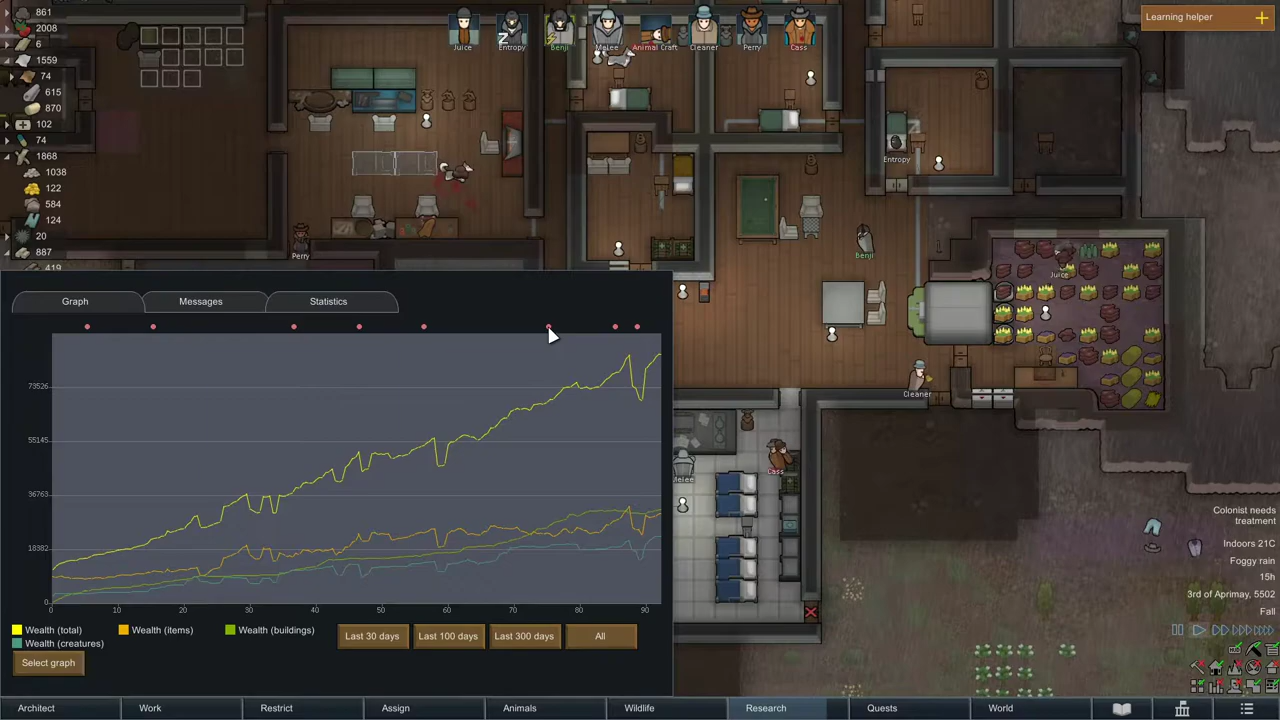 861
2008
6
1559
74
615
870
102
74
1868
1038
122
584
124
20
887
419
Juice
Entropy
Benji
Melee
Animal Craft
Cleaner
Perry
Cass
Learning helper
Entropy
Perry
Benji
Juice
Cleaner
Cass
Melee
Graph
Messages
Statistics
73526
55145
36763
18382
0
0
10
20
30
40
50
60
70
80
90
Wealth (total)
Wealth (items)
Wealth (buildings)
Wealth (creatures)
Last 30 days
Last 100 days
Last 300 days
All
Select graph
Colonist needs
treatment
Indoors 21C
Foggy rain
15h
3rd of Aprimay, 5502
Fall
Architect
Work
Restrict
Assign
Animals
Wildlife
Research
Quests
World